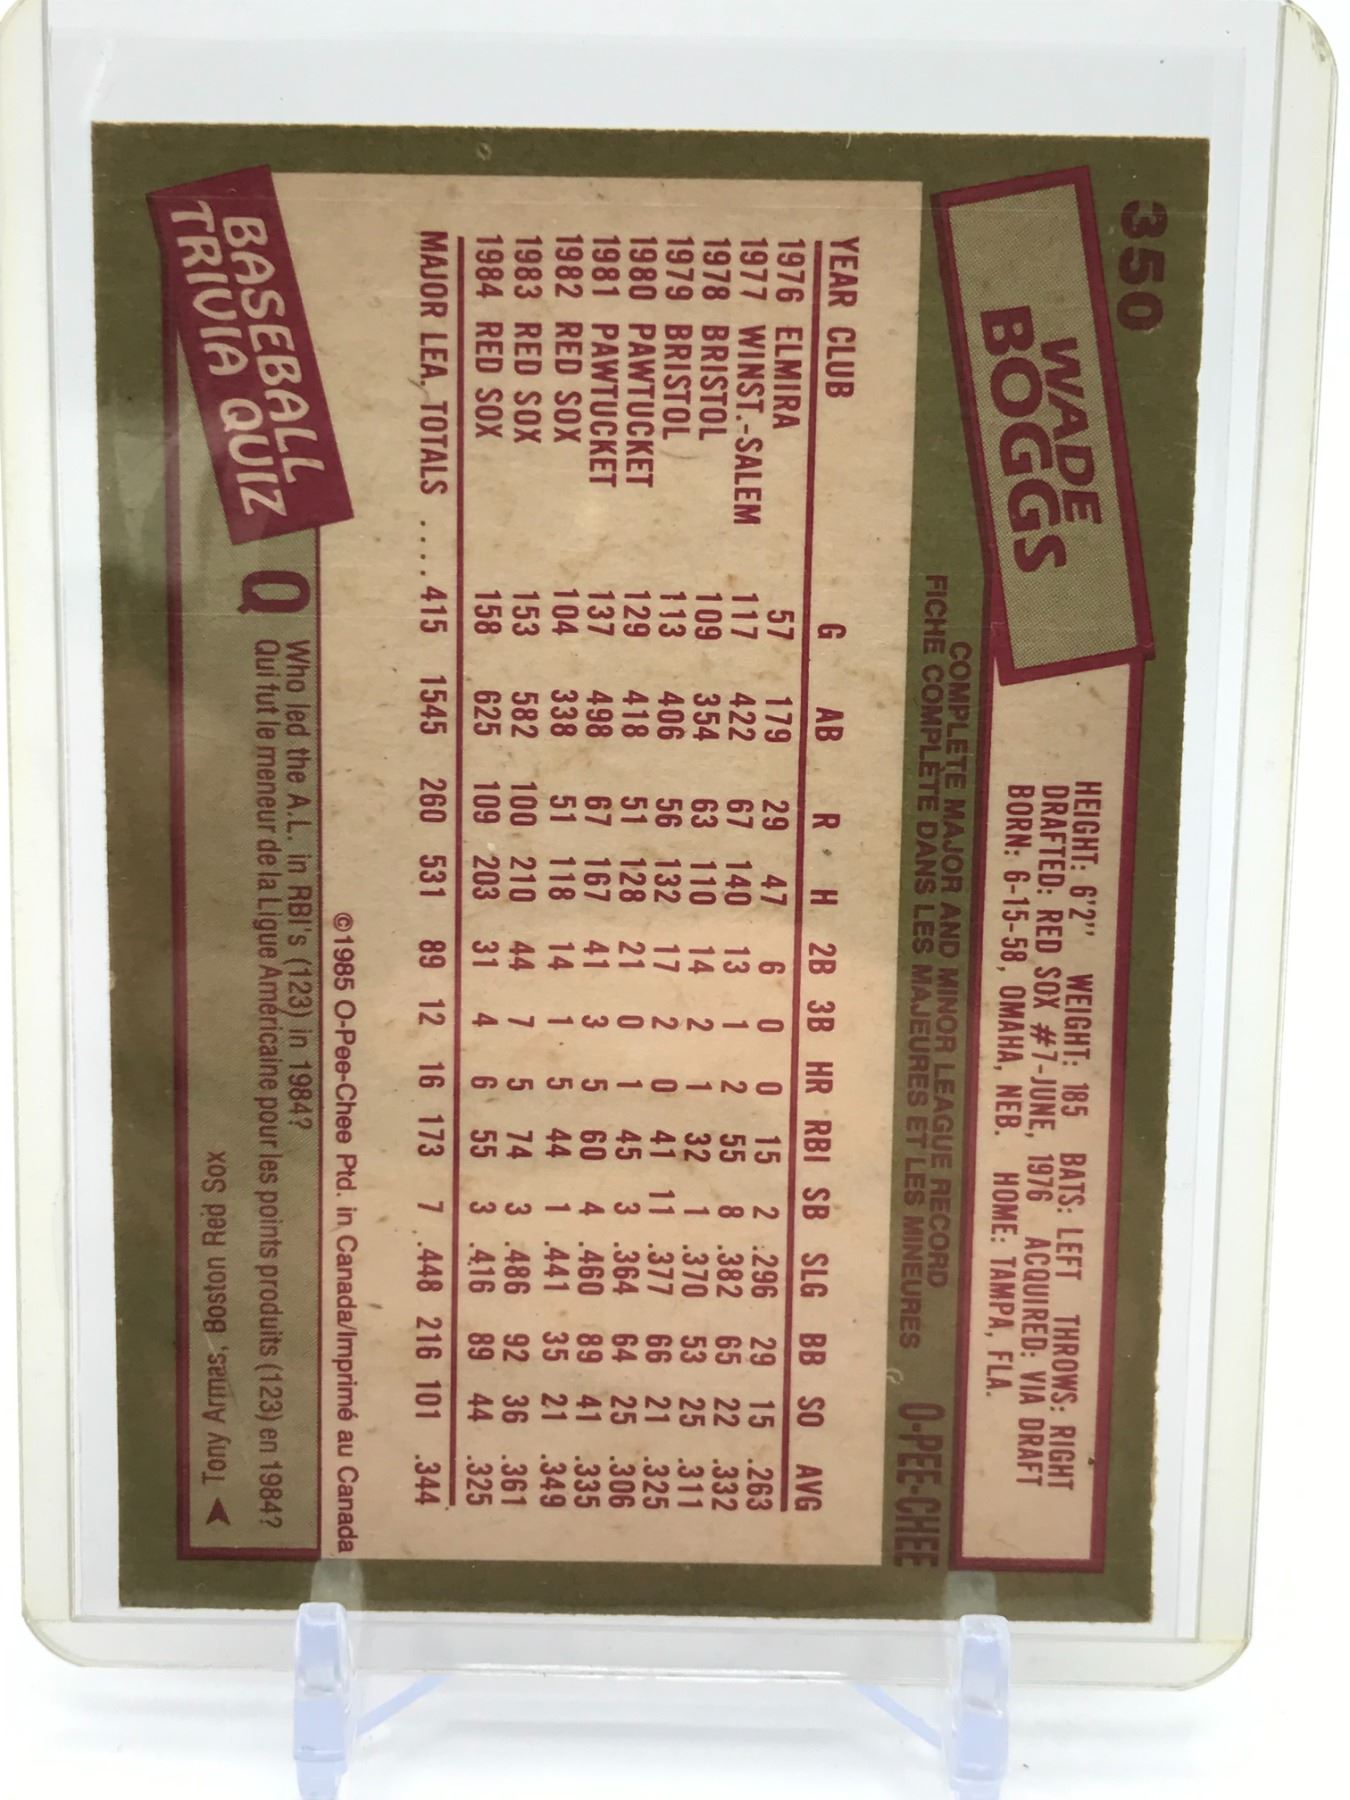 350
WADE
BOGGS
HEIGHT: 6'2" WEIGHT: 185 BATS: LEFT THROWS: RIGHT
DRAFTED: RED SOX #7-JUNE, 1976 ACQUIRED: VIA DRAFT
BORN: 6-15-58, OMAHA, NEB. HOME: TAMPA, FLA.
COMPLETE MAJOR AND MINOR LEAGUE RECORD
FICHE COMPLÈTE DANS LES MAJEURES ET LES MINEURES
O-PEE-CHEE
YEAR CLUB G AB R H 2B 3B HR RBI SB SLG BB SO AVG
1976 ELMIRA 57 179 29 47 6 0 0 15 2 .296 29 15 .263
1977 WINST.-SALEM 117 422 67 140 13 1 2 55 8 .382 65 22 .332
1978 BRISTOL 109 354 63 110 14 2 1 32 1 .370 53 25 .311
1979 BRISTOL 113 406 56 132 17 2 0 41 11 .377 66 21 .325
1980 PAWTUCKET 129 418 51 128 21 0 1 45 3 .364 64 25 .306
1981 PAWTUCKET 137 498 67 167 41 3 5 60 4 .460 89 41 .335
1982 RED SOX 104 338 51 118 14 1 5 44 1 .441 35 21 .349
1983 RED SOX 153 582 100 210 44 7 5 74 3 .486 92 36 .361
1984 RED SOX 158 625 109 203 31 4 6 55 3 .416 89 44 .325
MAJOR LEA. TOTALS .... 415 1545 260 531 89 12 16 173 7 .448 216 101 .344
©1985 O-Pee-Chee Ptd. in Canada/Imprimé au Canada
BASEBALL
TRIVIA QUIZ
Q
Who led the A.L. in RBI's (123) in 1984?
Qui fut le meneur de la Ligue Américaine pour les points produits (123) en 1984?
Tony Armas, Boston Red Sox